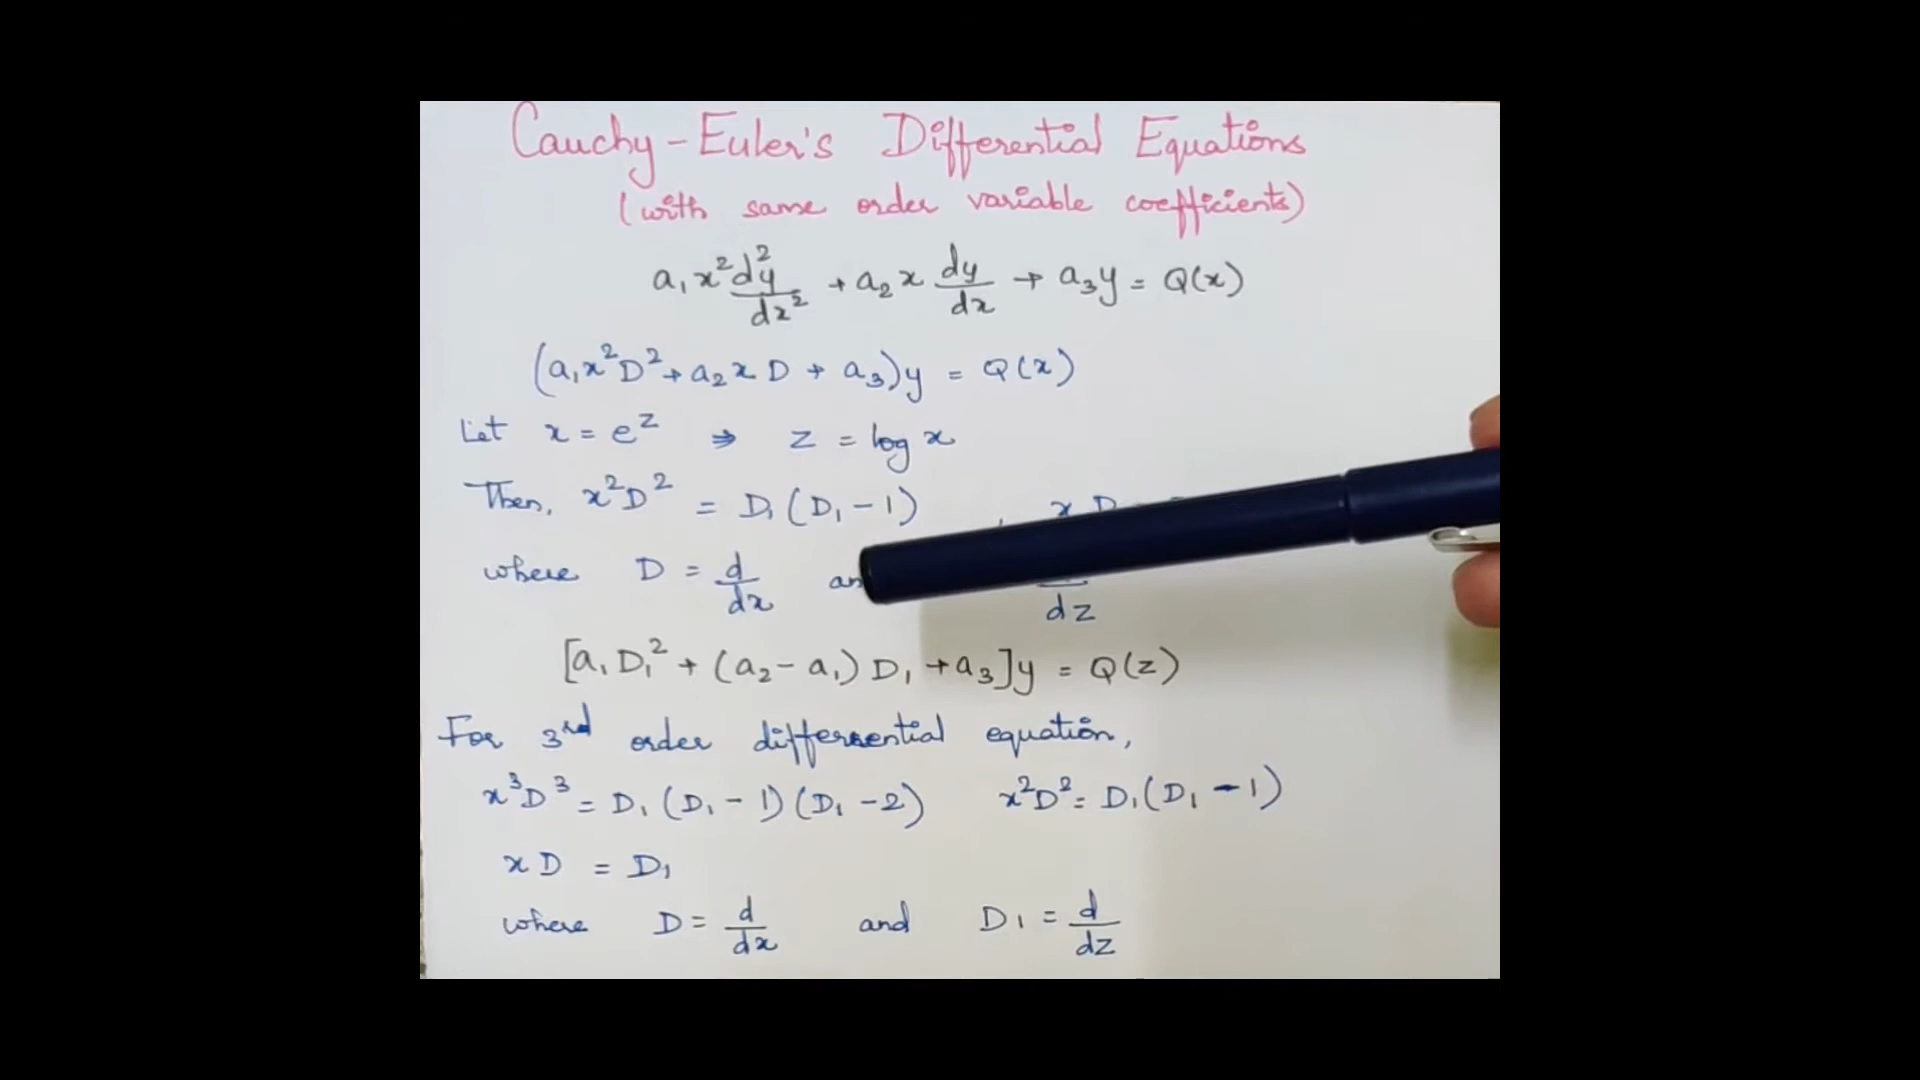 Cauchy-Euler's Differential Equations
(with same order variable coefficients)
a₁x² d²y/dx² + a₂x dy/dx + a₃y = Q(x)
(a₁x²D² + a₂xD + a₃)y = Q(x)
Let x = e^z ⇒ z = log x
Then, x²D² = D₁(D₁-1) , xD
where D = d/dx dz
[a₁D₁² + (a₂-a₁)D₁ + a₃]y = Q(z)
For 3rd order differential equation,
x³D³ = D₁(D₁-1)(D₁-2) x²D² = D₁(D₁-1)
xD = D₁
where D = d/dx and D₁ = d/dz